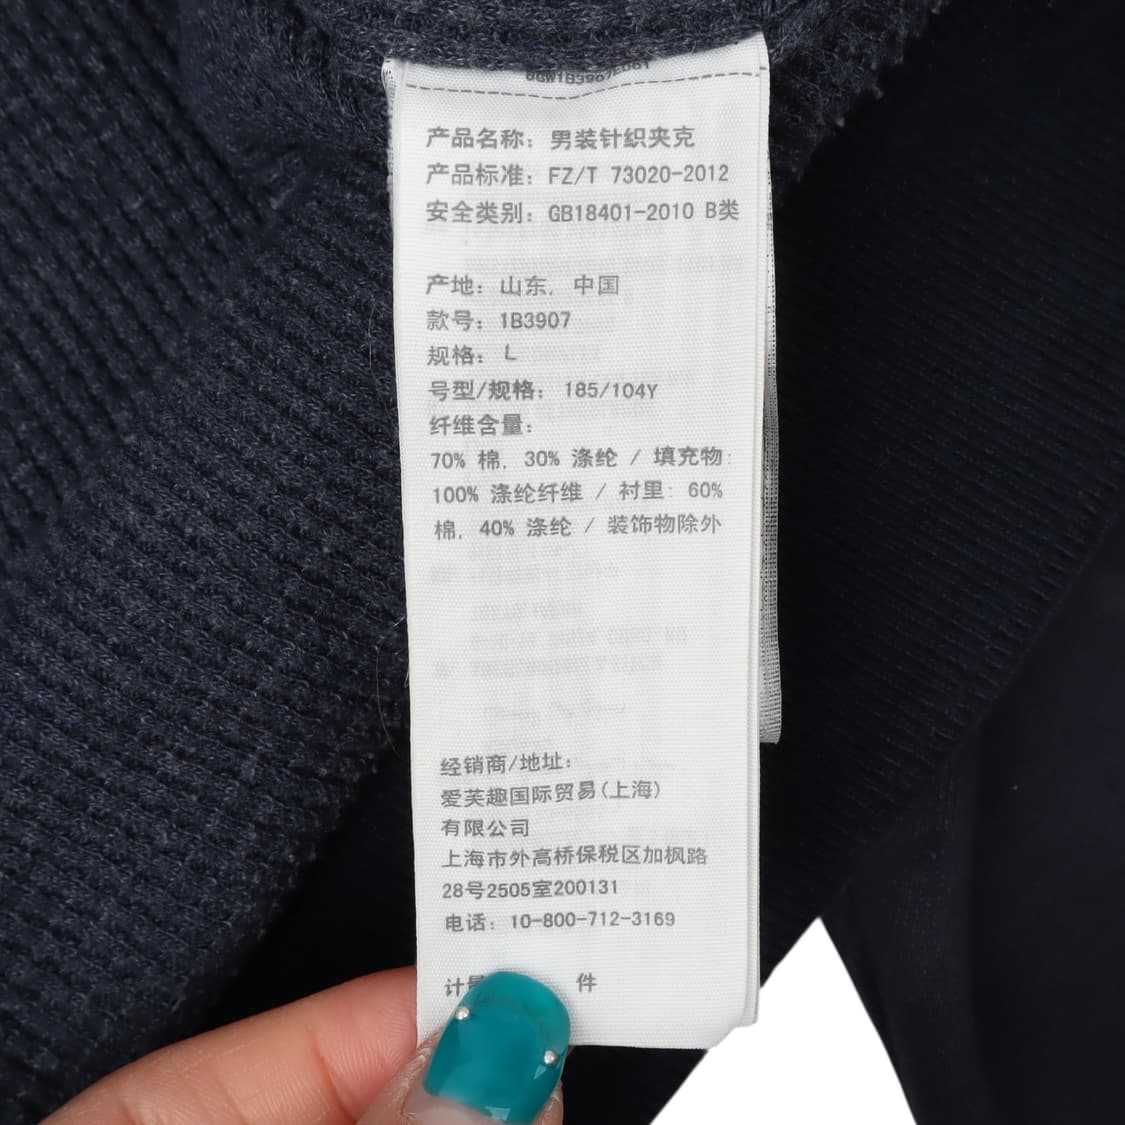 产品名称：男装针织夹克
产品标准：FZ/T 73020-2012
安全类别：GB18401-2010 B类
产地：山东, 中国
款号：1B3907
规格：L
号型/规格：185/104Y
纤维含量：
70% 棉, 30% 涤纶 / 填充物:
100% 涤纶纤维 / 衬里: 60%
棉, 40% 涤纶 / 装饰物除外
经销商/地址：
爱芙趣国际贸易(上海)
有限公司
上海市外高桥保税区加枫路
28号2505室200131
电话：10-800-712-3169
计量 件